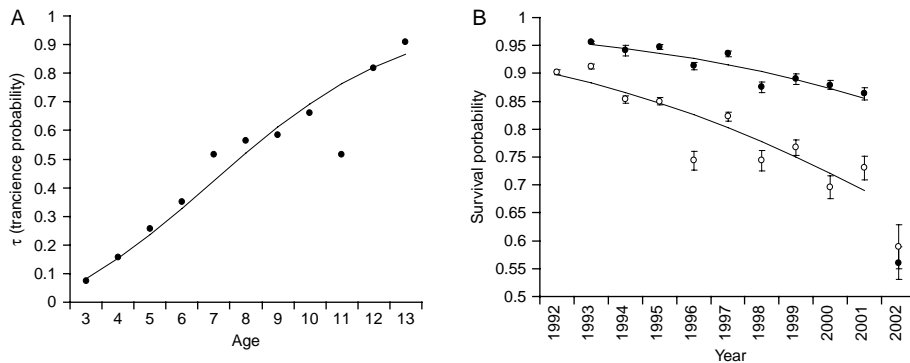 A
1
0.9
0.8
0.7
0.6
0.5
0.4
0.3
0.2
0.1
0
τ (trancience probability)
3 4 5 6 7 8 9 10 11 12 13
Age
B
1
0.95
0.9
0.85
0.8
0.75
0.7
0.65
0.6
0.55
0.5
Survival porbability
1992 1993 1994 1995 1996 1997 1998 1999 2000 2001 2002
Year